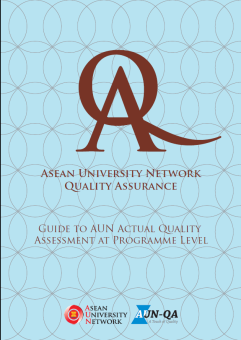 QA
ASEAN UNIVERSITY NETWORK
QUALITY ASSURANCE
GUIDE TO AUN ACTUAL QUALITY
ASSESSMENT AT PROGRAMME LEVEL
ASEAN
UNIVERSITY
NETWORK
AUN-QA